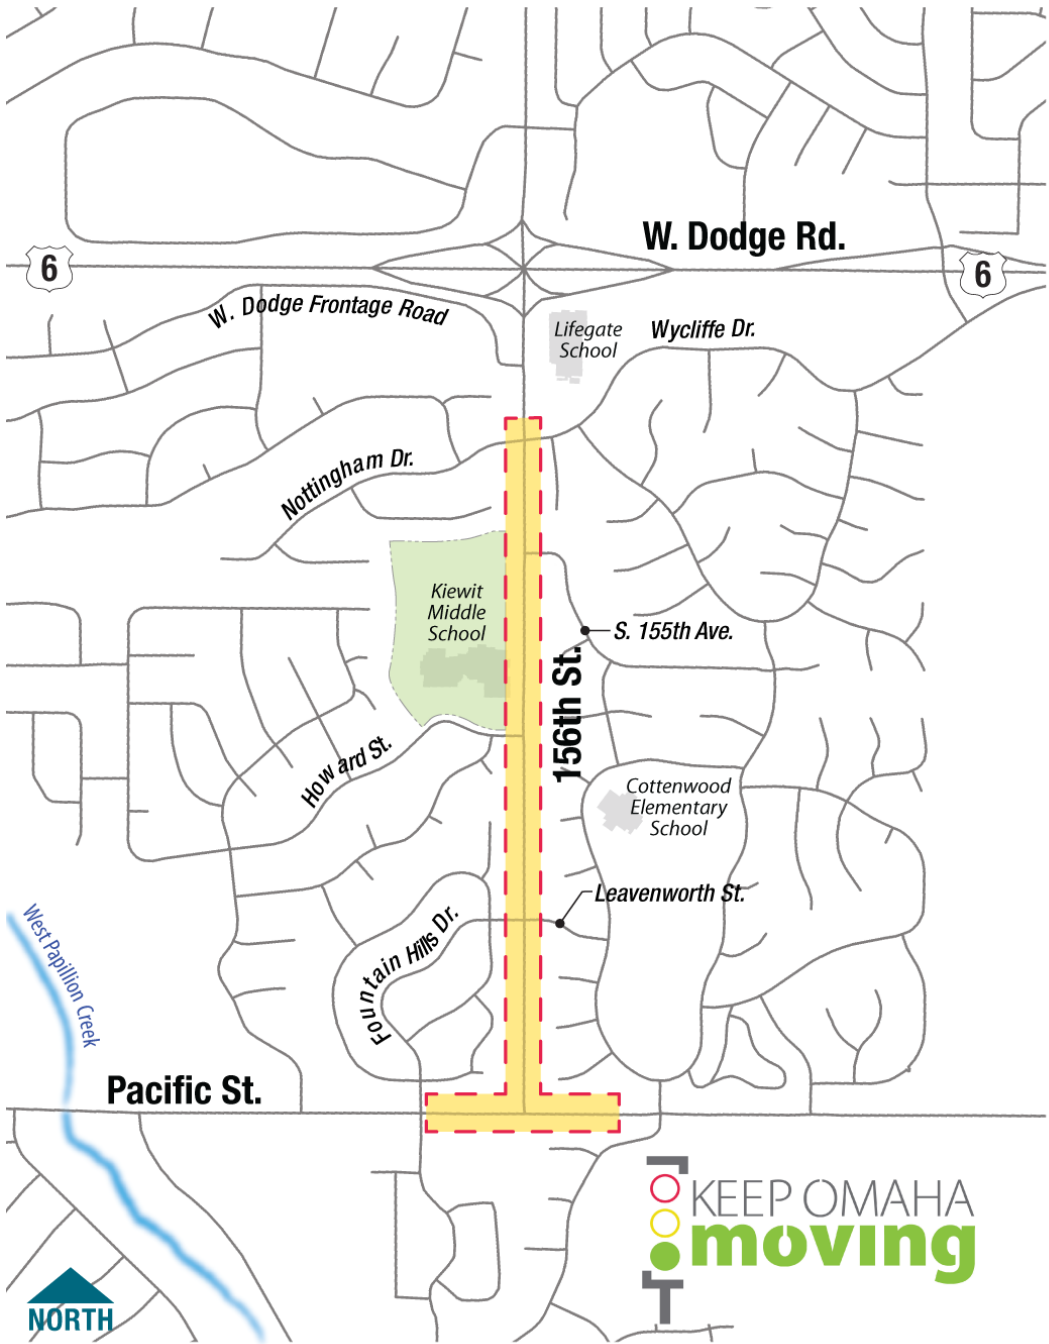 W. Dodge Rd.
6
6
W. Dodge Frontage Road
Lifegate
School
Wycliffe Dr.
Nottingham Dr.
Kiewit
Middle
School
S. 155th Ave.
156th St.
Howard St.
Cottenwood
Elementary
School
Leavenworth St.
West Papillion Creek
Fountain Hills Dr.
Pacific St.
KEEP OMAHA
moving
NORTH